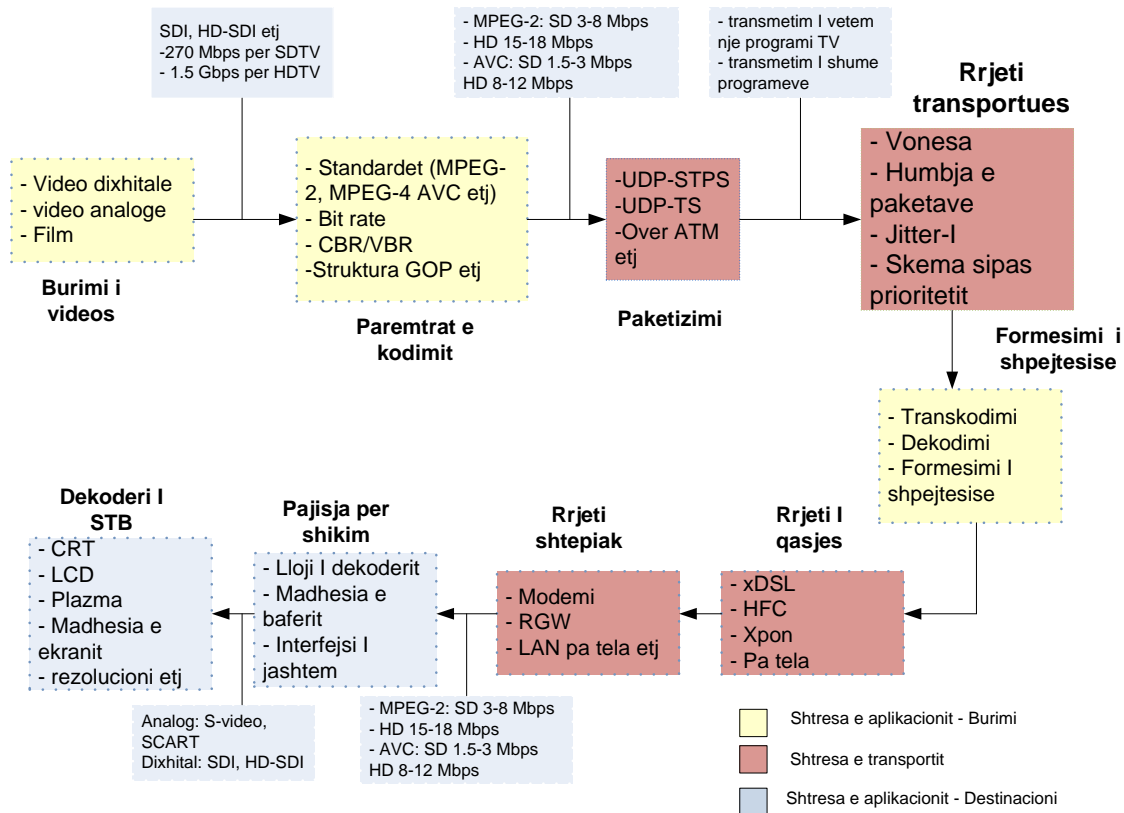 SDI, HD-SDI etj
-270 Mbps per SDTV
- 1.5 Gbps per HDTV
- MPEG-2: SD 3-8 Mbps
- HD 15-18 Mbps
- AVC: SD 1.5-3 Mbps
HD 8-12 Mbps
- transmetim I vetem
nje programi TV
- transmetim I shume
programeve
Rrjeti
transportues
- Video dixhitale
- video analoge
- Film
Burimi i
videos
- Standardet (MPEG-
2, MPEG-4 AVC etj)
- Bit rate
- CBR/VBR
-Struktura GOP etj
Paremtrat e
kodimit
-UDP-STPS
-UDP-TS
-Over ATM
etj
Paketizimi
- Vonesa
- Humbja e
paketave
- Jitter-I
- Skema sipas
prioritetit
Formesimi i
shpejtesise
- Transkodimi
- Dekodimi
- Formesimi I
shpejtesise
Dekoderi I
STB
- CRT
- LCD
- Plazma
- Madhesia e
ekranit
- rezolucioni etj
Pajisja per
shikim
- Lloji I dekoderit
- Madhesia e
baferit
- Interfejsi I
jashtem
Rrjeti
shtepiak
- Modemi
- RGW
- LAN pa tela etj
Rrjeti I
qasjes
- xDSL
- HFC
- Xpon
- Pa tela
Analog: S-video,
SCART
Dixhital: SDI, HD-SDI
- MPEG-2: SD 3-8 Mbps
- HD 15-18 Mbps
- AVC: SD 1.5-3 Mbps
HD 8-12 Mbps
Shtresa e aplikacionit - Burimi
Shtresa e transportit
Shtresa e aplikacionit - Destinacioni